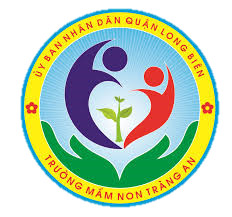 ỦY BAN NHÂN DÂN QUẬN LONG BIÊN
TRƯỜNG MẦM NON TRÀNG AN